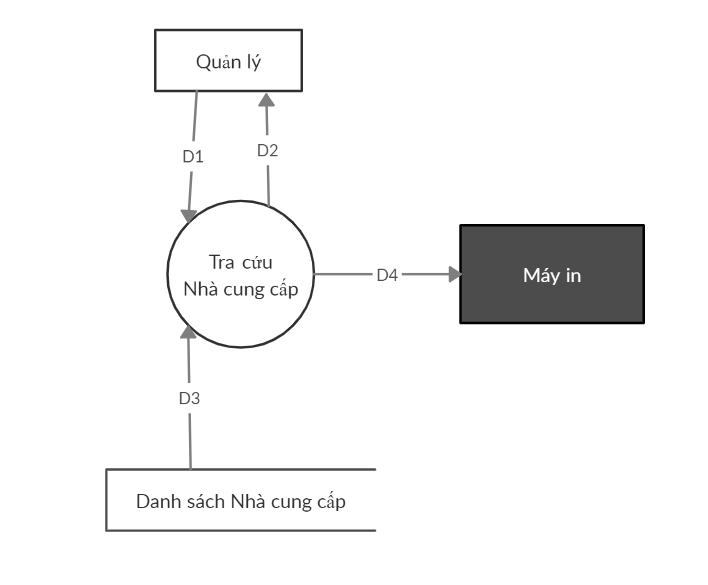 Quản lý
D1
D2
Tra cứu
Nhà cung cấp
D4
Máy in
D3
Danh sách Nhà cung cấp